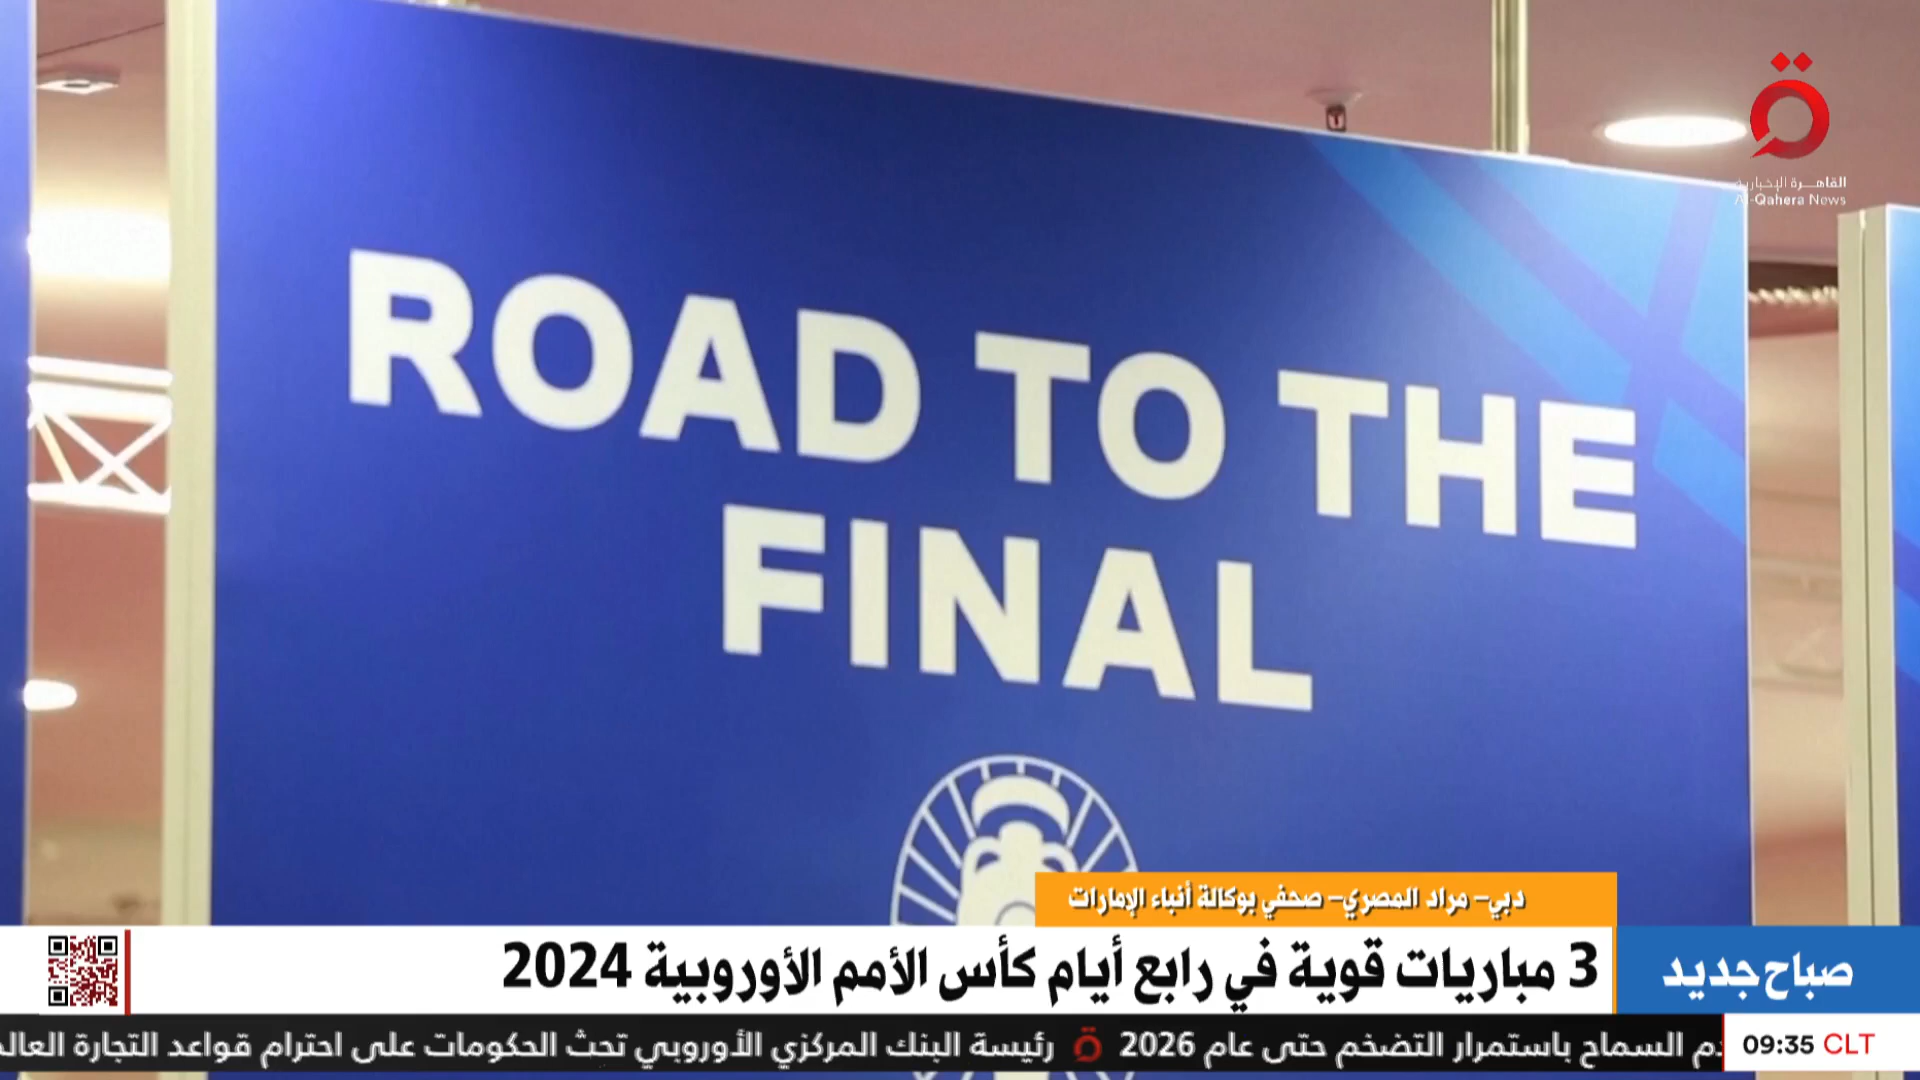 القاهرة الإخبارية
Al-Qahera News
ROAD TO THE
FINAL
دبي- مراد المصري- صحفي بوكالة أنباء الإمارات
3 مباريات قوية في رابع أيام كأس الأمم الأوروبية 2024
صباح جديد
السماح باستمرار التضخم حتى عام 2026
رئيسة البنك المركزي الأوروبي تحث الحكومات على احترام قواعد التجارة
09:35 CLT